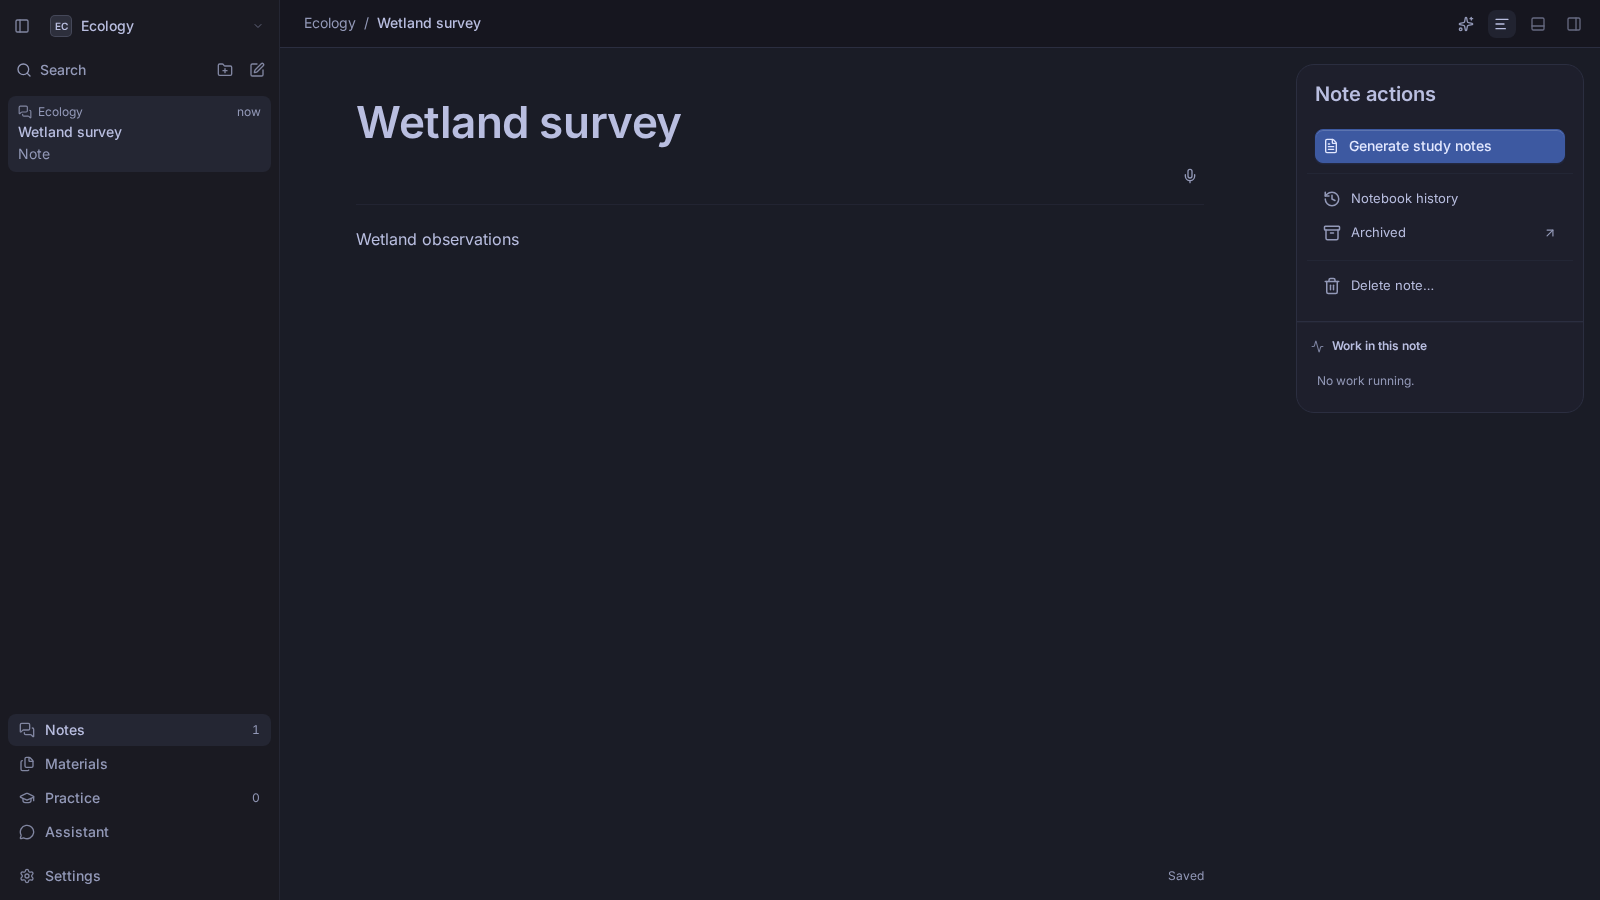 EC Ecology
Search
Ecology now
Wetland survey
Note
Notes 1
Materials
Practice 0
Assistant
Settings
Ecology / Wetland survey
Wetland survey
Wetland observations
Saved
Note actions
Generate study notes
Notebook history
Archived
Delete note...
Work in this note
No work running.